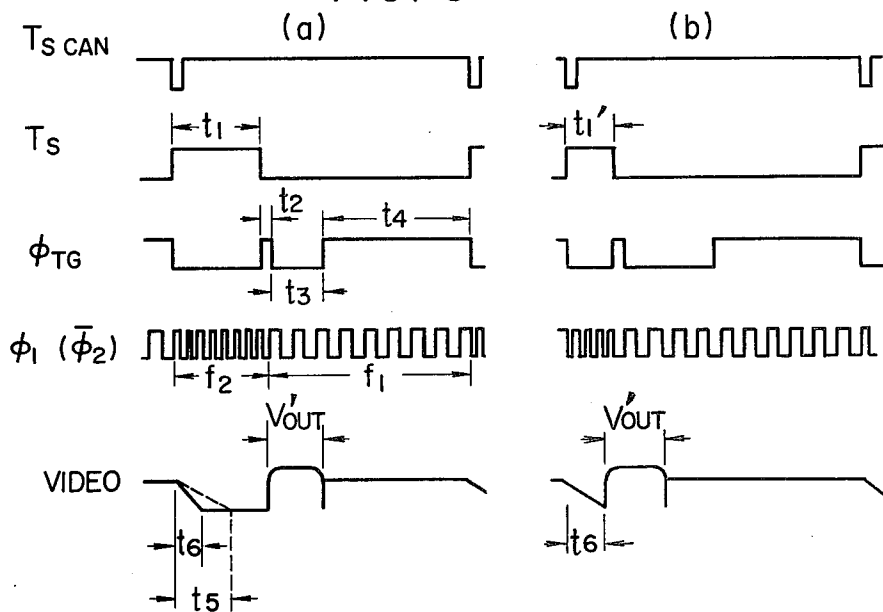 (a) (b)
TS CAN
TS t1 t1'
t2 t4
ϕTG
t3
ϕ1 (ϕ̄2)
f2 f1
V'OUT V'OUT
VIDEO
t6 t6
t5